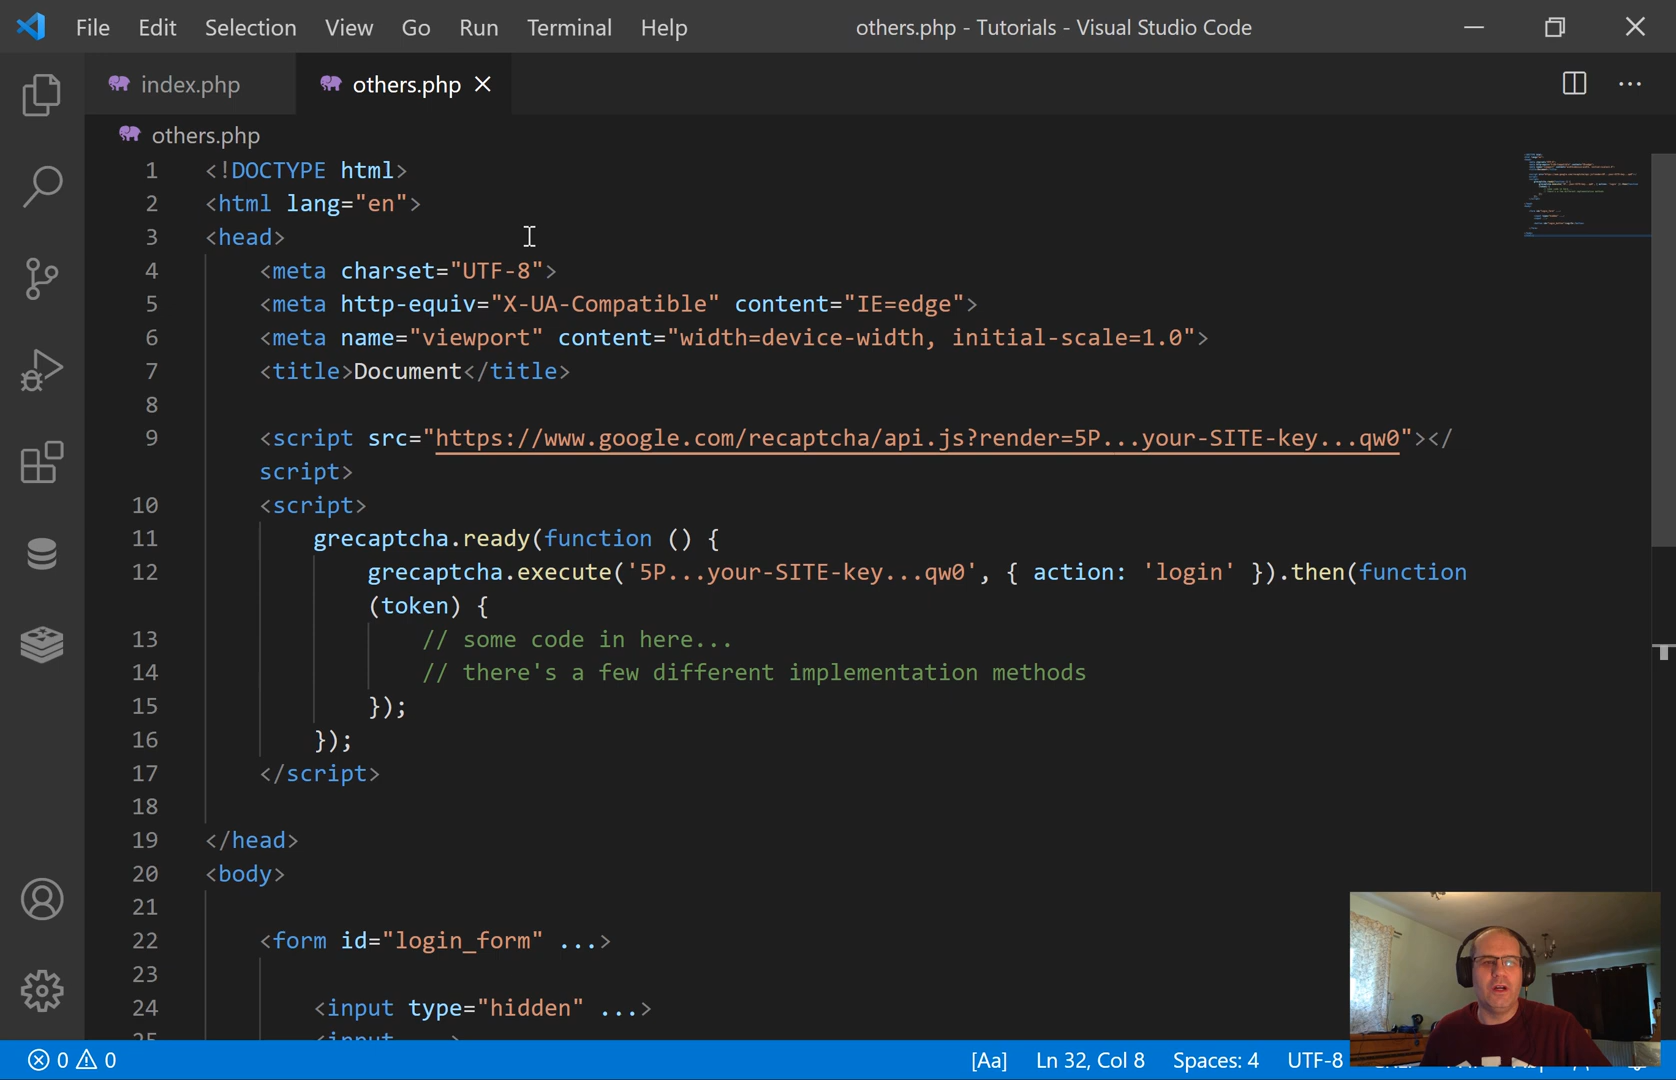 File Edit Selection View Go Run Terminal Help others.php - Tutorials - Visual Studio Code
index.php others.php
others.php
1 <!DOCTYPE html>
2 <html lang="en">
3 <head>
4 <meta charset="UTF-8">
5 <meta http-equiv="X-UA-Compatible" content="IE=edge">
6 <meta name="viewport" content="width=device-width, initial-scale=1.0">
7 <title>Document</title>
8
9 <script src="https://www.google.com/recaptcha/api.js?render=5P...your-SITE-key...qw0"></
script>
10 <script>
11 grecaptcha.ready(function () {
12 grecaptcha.execute('5P...your-SITE-key...qw0', { action: 'login' }).then(function
(token) {
13 // some code in here...
14 // there's a few different implementation methods
15 });
16 });
17 </script>
18
19 </head>
20 <body>
21
22 <form id="login_form" ...>
23
24 <input type="hidden" ...>
25 <input ...>
0 0 [Aa] Ln 32, Col 8 Spaces: 4 UTF-8